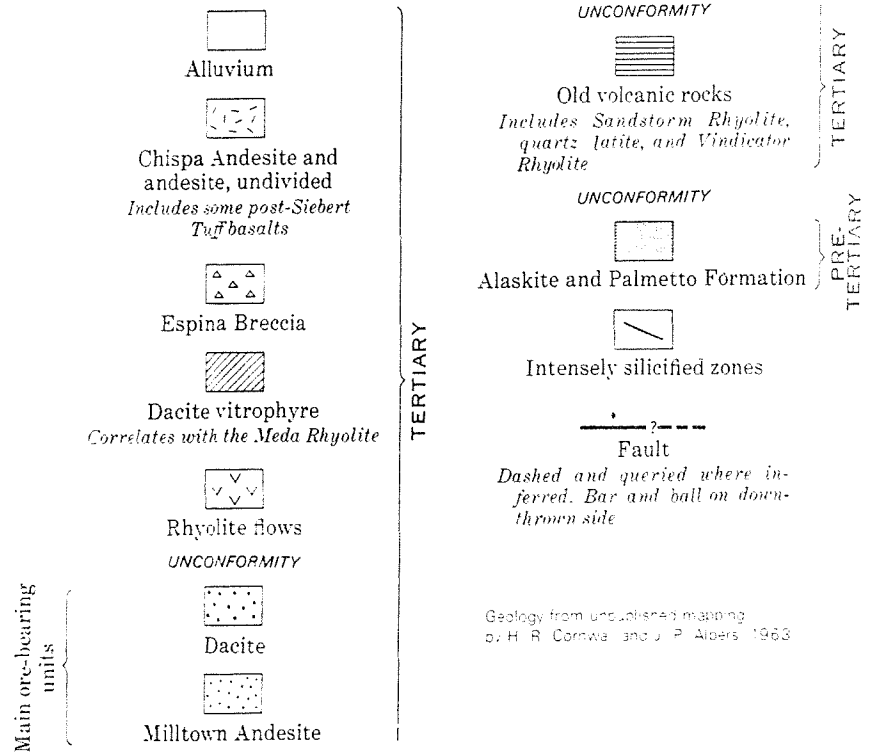 Alluvium
Chispa Andesite and
andesite, undivided
Includes some post-Siebert
Tuff basalts
Espina Breccia
Dacite vitrophyre
Correlates with the Meda Rhyolite
Rhyolite flows
UNCONFORMITY
Main ore-bearing
units
Dacite
Milltown Andesite
TERTIARY
UNCONFORMITY
Old volcanic rocks
Includes Sandstorm Rhyolite,
quartz latite, and Vindicator
Rhyolite
TERTIARY
UNCONFORMITY
Alaskite and Palmetto Formation
PRE-
TERTIARY
Intensely silicified zones
?
Fault
Dashed and queried where in-
ferred. Bar and ball on down-
thrown side
Geology from unpublished mapping
by H. R. Cornwall and J. P. Albers, 1963